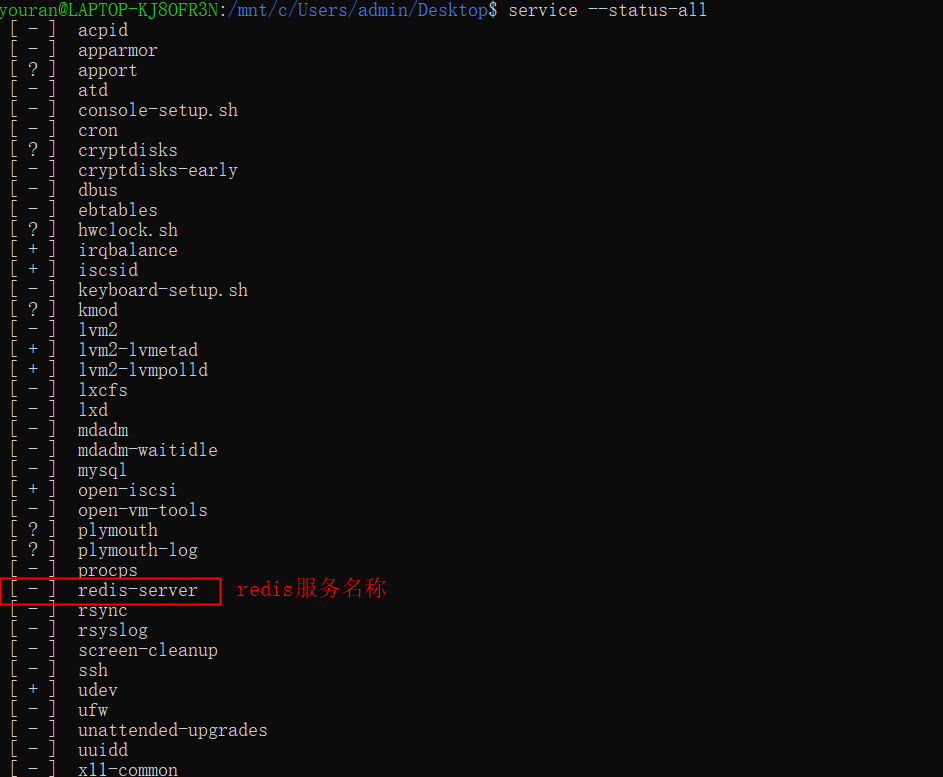 youran@LAPTOP-KJ8OFR3N:/mnt/c/Users/admin/Desktop$ service --status-all
[ - ]  acpid
[ - ]  apparmor
[ ? ]  apport
[ - ]  atd
[ - ]  console-setup.sh
[ - ]  cron
[ ? ]  cryptdisks
[ - ]  cryptdisks-early
[ - ]  dbus
[ - ]  ebtables
[ ? ]  hwclock.sh
[ + ]  irqbalance
[ + ]  iscsid
[ - ]  keyboard-setup.sh
[ ? ]  kmod
[ - ]  lvm2
[ + ]  lvm2-lvmetad
[ + ]  lvm2-lvmpolld
[ - ]  lxcfs
[ - ]  lxd
[ - ]  mdadm
[ - ]  mdadm-waitidle
[ - ]  mysql
[ + ]  open-iscsi
[ - ]  open-vm-tools
[ ? ]  plymouth
[ ? ]  plymouth-log
[ - ]  procps
[ - ]  redis-server redis服务名称
[ - ]  rsync
[ - ]  rsyslog
[ - ]  screen-cleanup
[ - ]  ssh
[ + ]  udev
[ - ]  ufw
[ - ]  unattended-upgrades
[ - ]  uuidd
[ - ]  x11-common